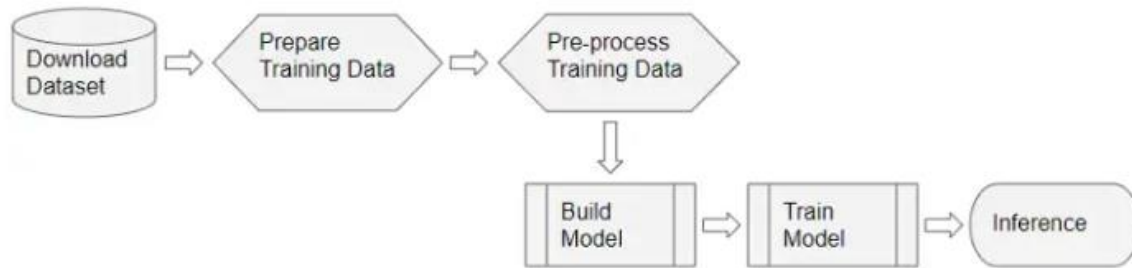 Download
Dataset
Prepare
Training Data
Pre-process
Training Data
Build
Model
Train
Model
Inference